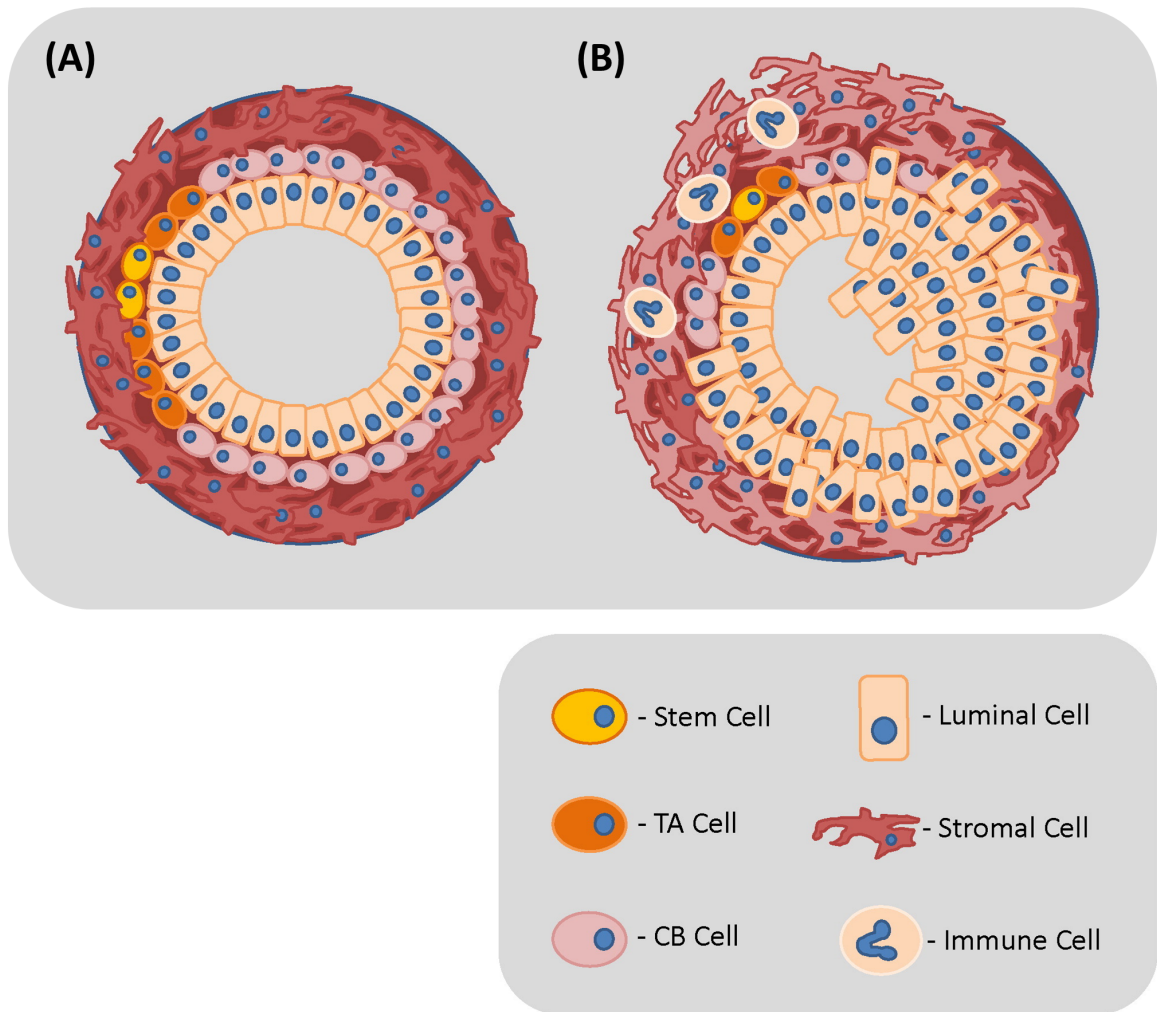 (A)
(B)
- Stem Cell
- Luminal Cell
- TA Cell
- Stromal Cell
- CB Cell
- Immune Cell